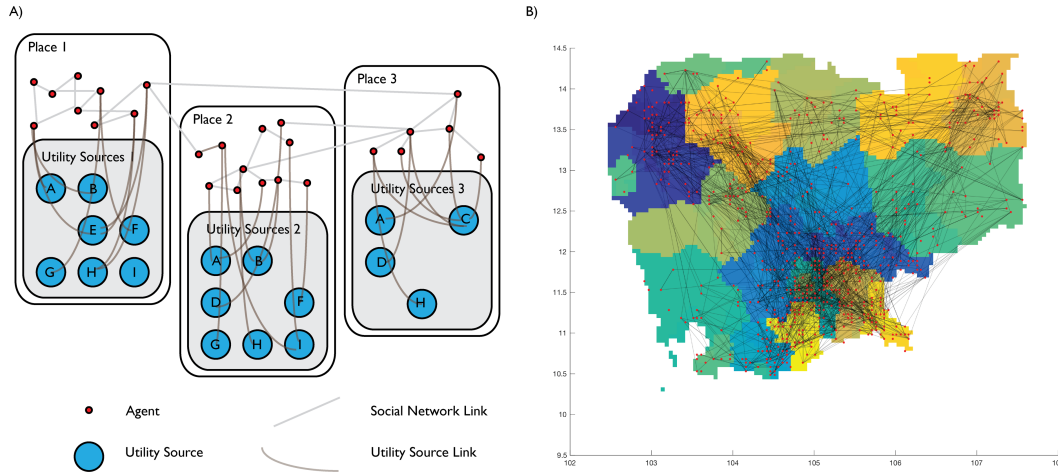 A)
Place 1
Utility Sources 1
A
B
E
F
G
H
I
Place 2
Utility Sources 2
A
B
D
F
G
H
I
Place 3
Utility Sources 3
A
C
D
H
Agent
Social Network Link
Utility Source
Utility Source Link
B)
14.5
14
13.5
13
12.5
12
11.5
11
10.5
10
9.5
102
103
104
105
106
107